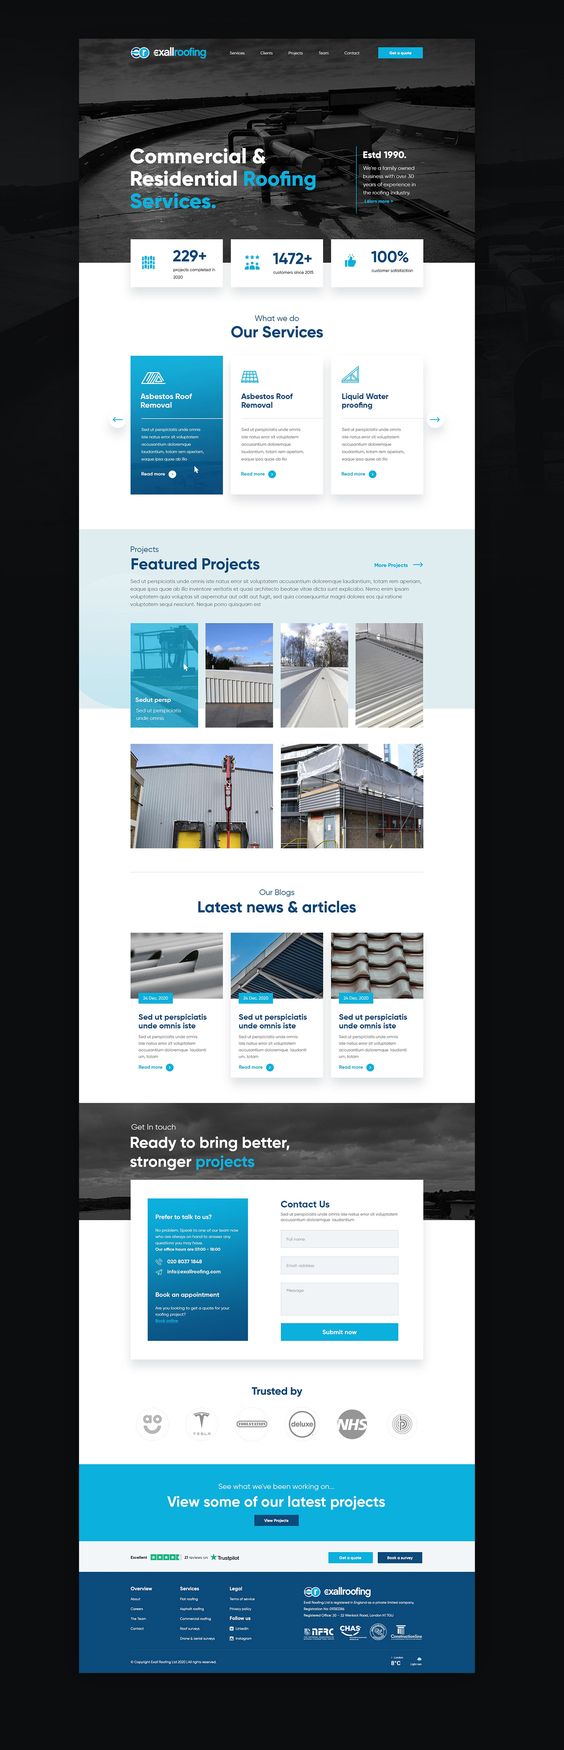 exallroofing
Services Clients Projects Team Contact Get a quote
Commercial &
Residential Roofing
Services.
Estd 1990.
We're a family owned
business with over 30
years of experience in
the roofing industry.
Learn more >
229+
projects completed in
2020
1472+
customers since 2015
100%
customer satisfaction
What we do
Our Services
Asbestos Roof
Removal
Sed ut perspiciatis unde omnis
iste natus error sit voluptatem
accusantium doloremque
laudantium, totam rem aperiam,
eaque ipsa quae ab illo
Read more
Asbestos Roof
Removal
Sed ut perspiciatis unde omnis
iste natus error sit voluptatem
accusantium doloremque
laudantium, totam rem aperiam,
eaque ipsa quae ab illo
Read more
Liquid Water
proofing
Sed ut perspiciatis unde omnis
iste natus error sit voluptatem
accusantium doloremque
laudantium, totam rem aperiam,
eaque ipsa quae ab illo
Read more
Projects
Featured Projects
More Projects
Sed ut perspiciatis unde omnis iste natus error sit voluptatem accusantium doloremque laudantium, totam rem aperiam,
eaque ipsa quae ab illo inventore veritatis et quasi architecto beatae vitae dicta sunt explicabo. Nemo enim ipsam
voluptatem quia voluptas sit aspernatur aut odit aut fugit, sed quia consequuntur magni dolores eos qui ratione
voluptatem sequi nesciunt. Neque porro quisquam est
Sedut persp
Sed ut perspiciatis
unde omnis
Our Blogs
Latest news & articles
24 Dec, 2020
Sed ut perspiciatis
unde omnis iste
Sed ut perspiciatis unde omnis
iste natus error sit voluptatem
accusantium doloremque laudanti
um, totam
Read more
24 Dec, 2020
Sed ut perspiciatis
unde omnis iste
Sed ut perspiciatis unde omnis
iste natus error sit voluptatem
accusantium doloremque laudanti
um, totam
Read more
24 Dec, 2020
Sed ut perspiciatis
unde omnis iste
Sed ut perspiciatis unde omnis
iste natus error sit voluptatem
accusantium doloremque laudanti
um, totam
Read more
Get In touch
Ready to bring better,
stronger projects
Prefer to talk to us?
No problem. Speak to one of our team now
who are always on hand to answer any
questions you may have.
Our office hours are 07:00 - 18:00
020 8037 1848
info@exallroofing.com
Book an appointment
Are you looking to get a quote for your
roofing project?
Book online
Contact Us
Sed ut perspiciatis unde omnis iste natus error sit voluptatem
accusantium doloremque laudantium
Full name
Email address
Message
Submit now
Trusted by
ao
TESLA
TOOLSTATION
deluxe
NHS
See what we've been working on...
View some of our latest projects
View Projects
Excellent 21 reviews on Trustpilot
Get a quote Book a survey
Overview
About
Careers
The Team
Contact
Services
Flat roofing
Asphalt roofing
Commercial roofing
Roof surveys
Drone & aerial surveys
Legal
Terms of service
Privacy policy
Follow us
LinkedIn
Instagram
exallroofing
Exall Roofing Ltd is registered in England as a private limited company.
NFRC
CHAS
Constructionline
© Copyright Exall Roofing Ltd 2020 | All rights reserved.
London
8°C
Light rain